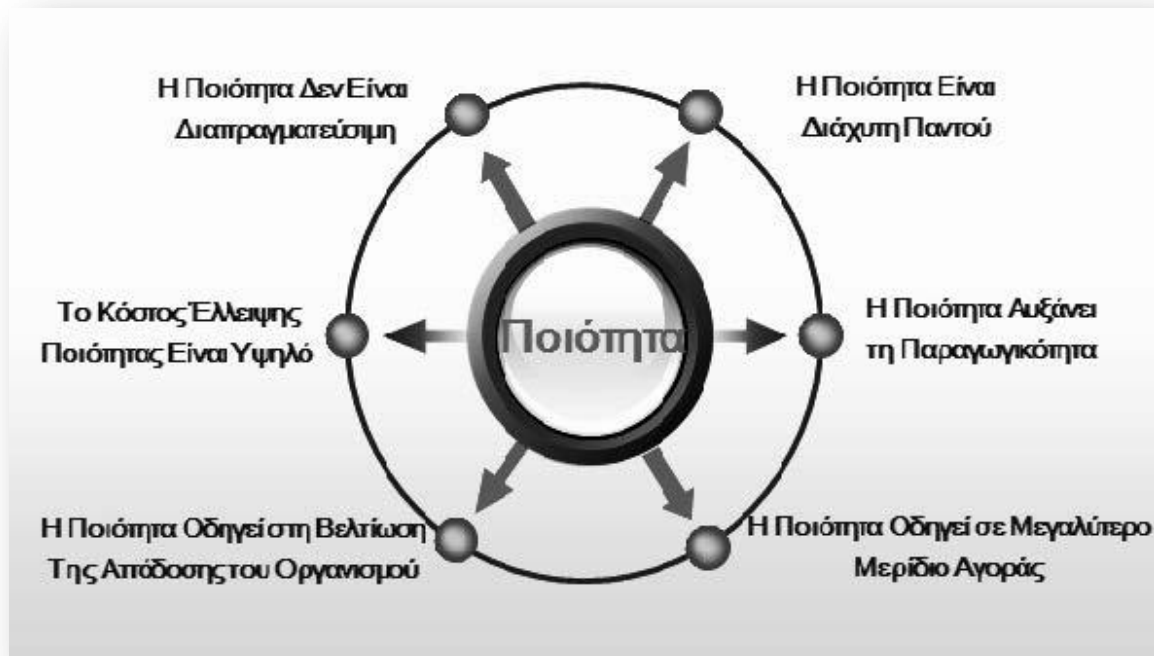 Η Ποιότητα Δεν Είναι
Διαπραγματεύσιμη
Η Ποιότητα Είναι
Διάχυτη Παντού
Το Κόστος Έλλειψης
Ποιότητας Είναι Υψηλό
Ποιότητα
Η Ποιότητα Αυξάνει
τη Παραγωγικότητα
Η Ποιότητα Οδηγεί στη Βελτίωση
Της Απόδοσης του Οργανισμού
Η Ποιότητα Οδηγεί σε Μεγαλύτερο
Μερίδιο Αγοράς